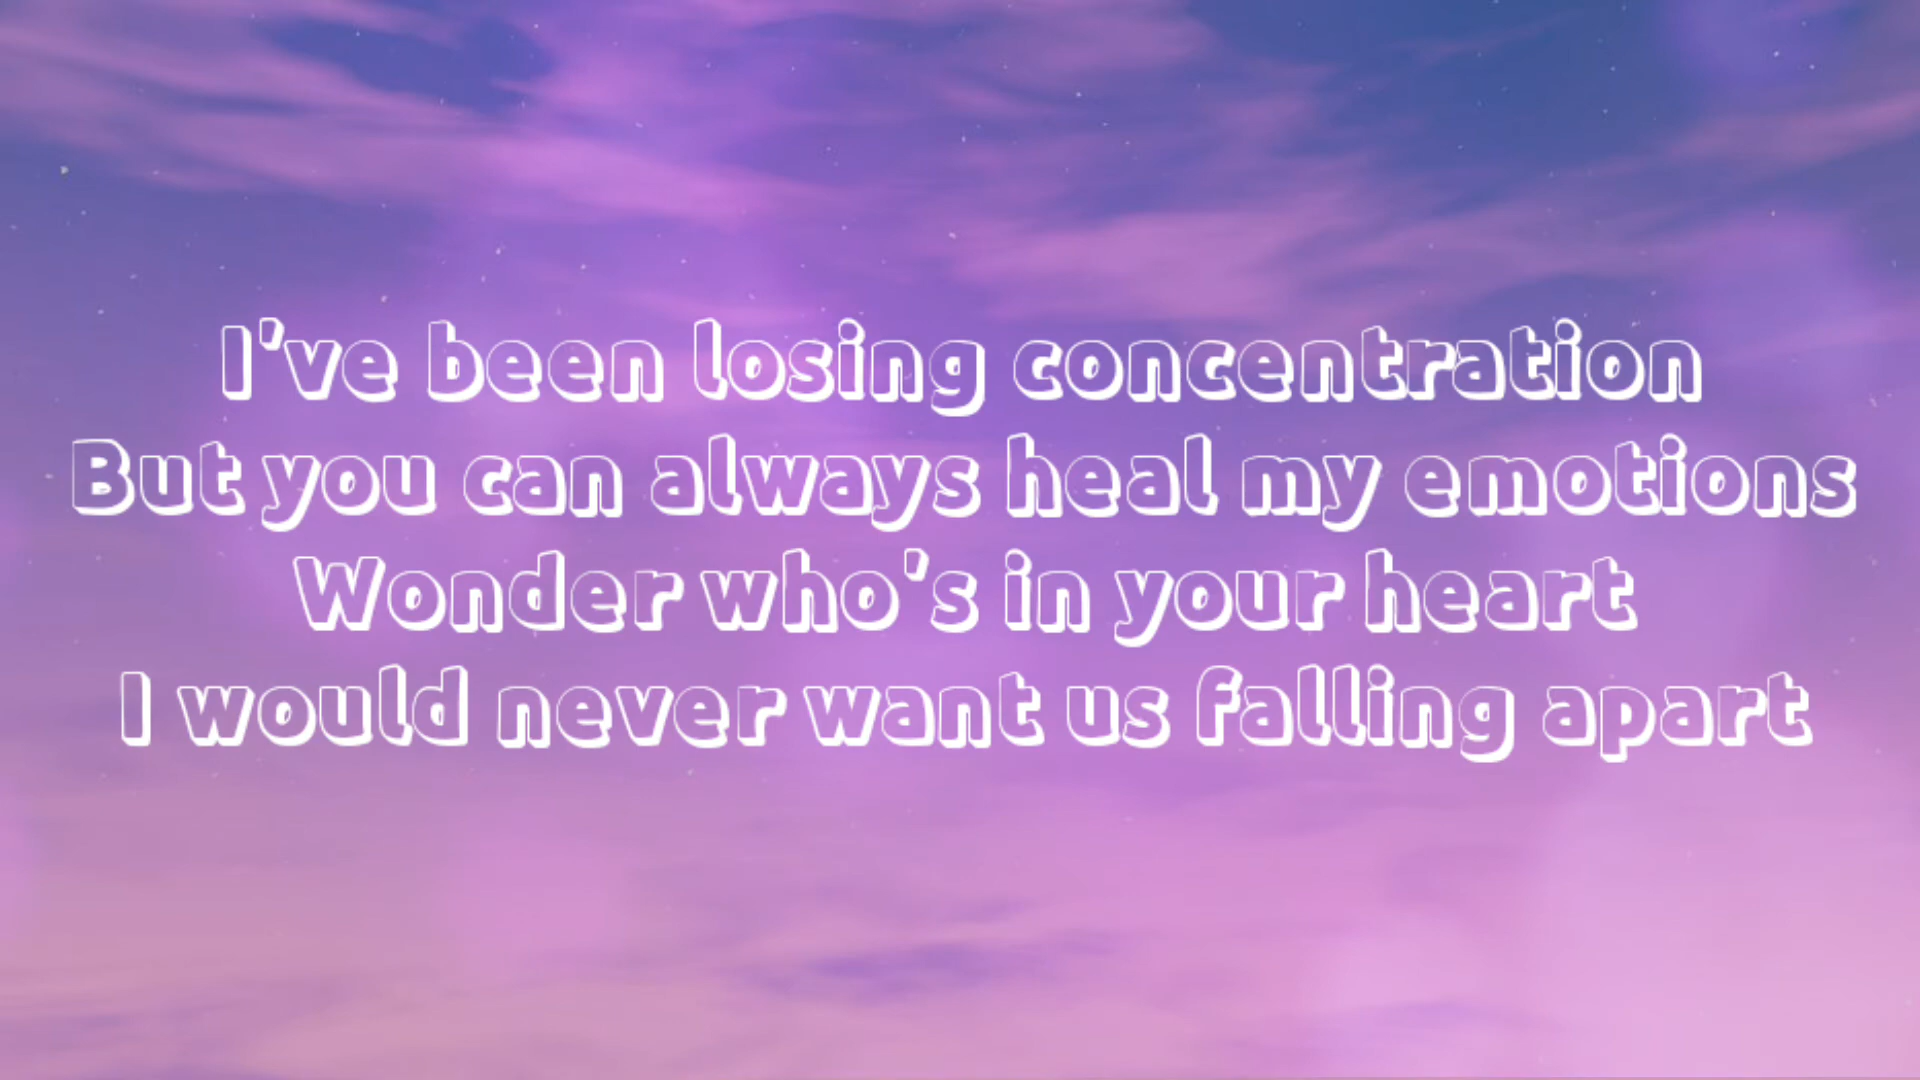 I've been losing concentration
But you can always heal my emotions
Wonder who's in your heart
I would never want us falling apart